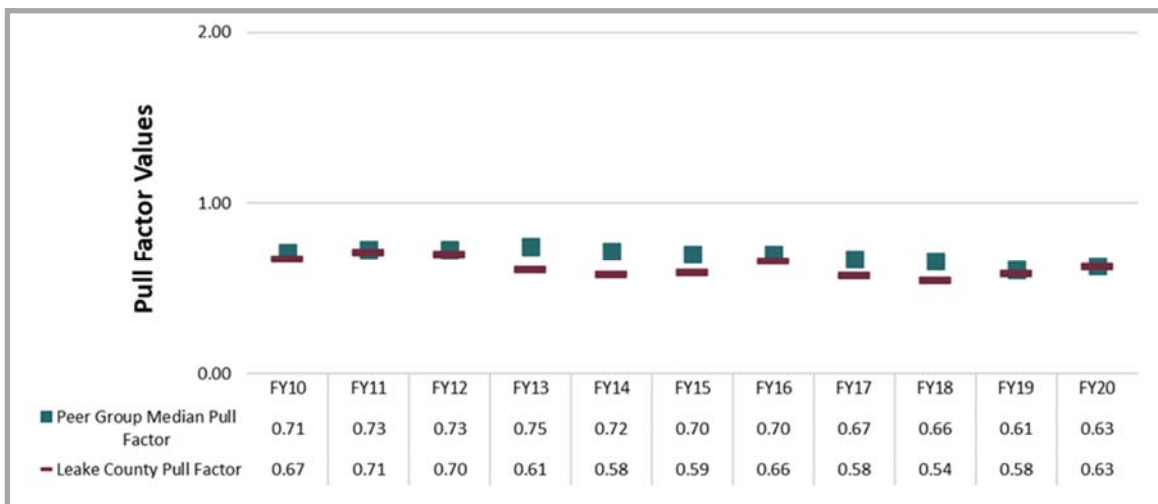 2.00
Pull Factor Values
1.00
0.00
FY10 FY11 FY12 FY13 FY14 FY15 FY16 FY17 FY18 FY19 FY20
Peer Group Median Pull
Factor
0.71 0.73 0.73 0.75 0.72 0.70 0.70 0.67 0.66 0.61 0.63
Leake County Pull Factor 0.67 0.71 0.70 0.61 0.58 0.59 0.66 0.58 0.54 0.58 0.63